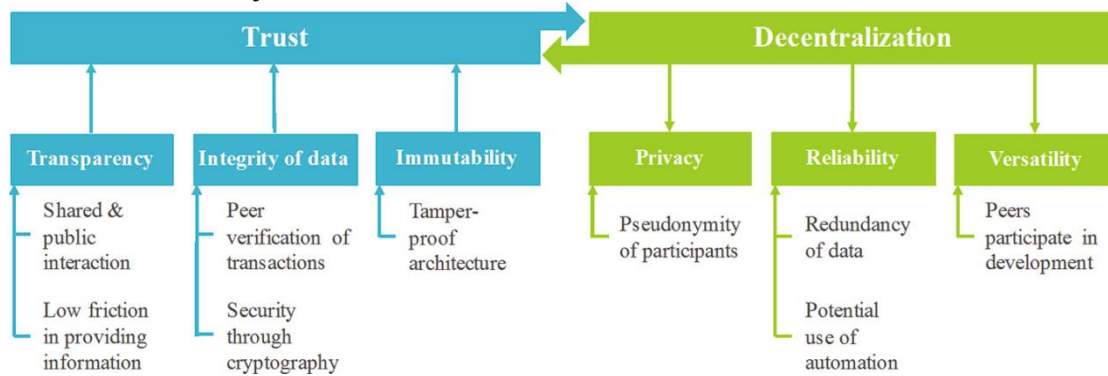 Trust
Decentralization
Transparency
Integrity of data
Immutability
Privacy
Reliability
Versatility
Shared &
public
interaction
Low friction
in providing
information
Peer
verification of
transactions
Security
through
cryptography
Tamper-
proof
architecture
Pseudonymity
of participants
Redundancy
of data
Potential
use of
automation
Peers
participate in
development